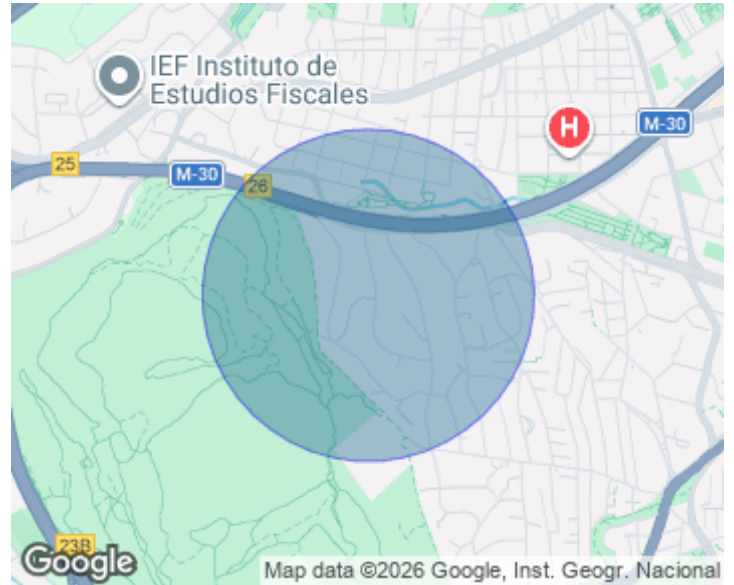 IEF Instituto de
Estudios Fiscales
H
M-30
25
M-30
26
23B
Google
Map data ©2026 Google, Inst. Geogr. Nacional